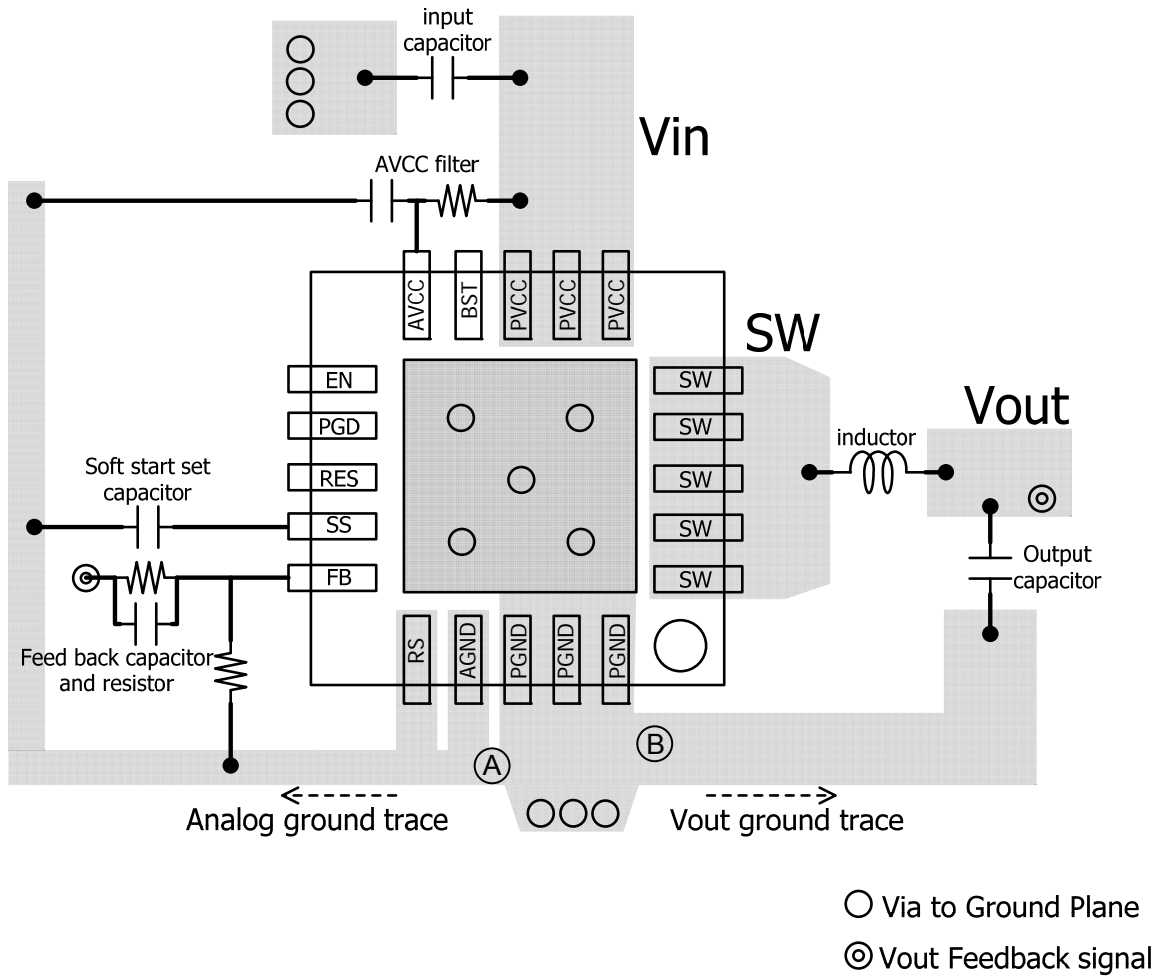 input
capacitor
Vin
AVCC filter
AVCC
BST
PVCC
PVCC
PVCC
SW
EN
PGD
RES
SS
FB
SW
SW
SW
SW
SW
Vout
inductor
Soft start set
capacitor
Output
capacitor
Feed back capacitor
and resistor
RS
AGND
PGND
PGND
PGND
A
B
Analog ground trace
Vout ground trace
Via to Ground Plane
Vout Feedback signal